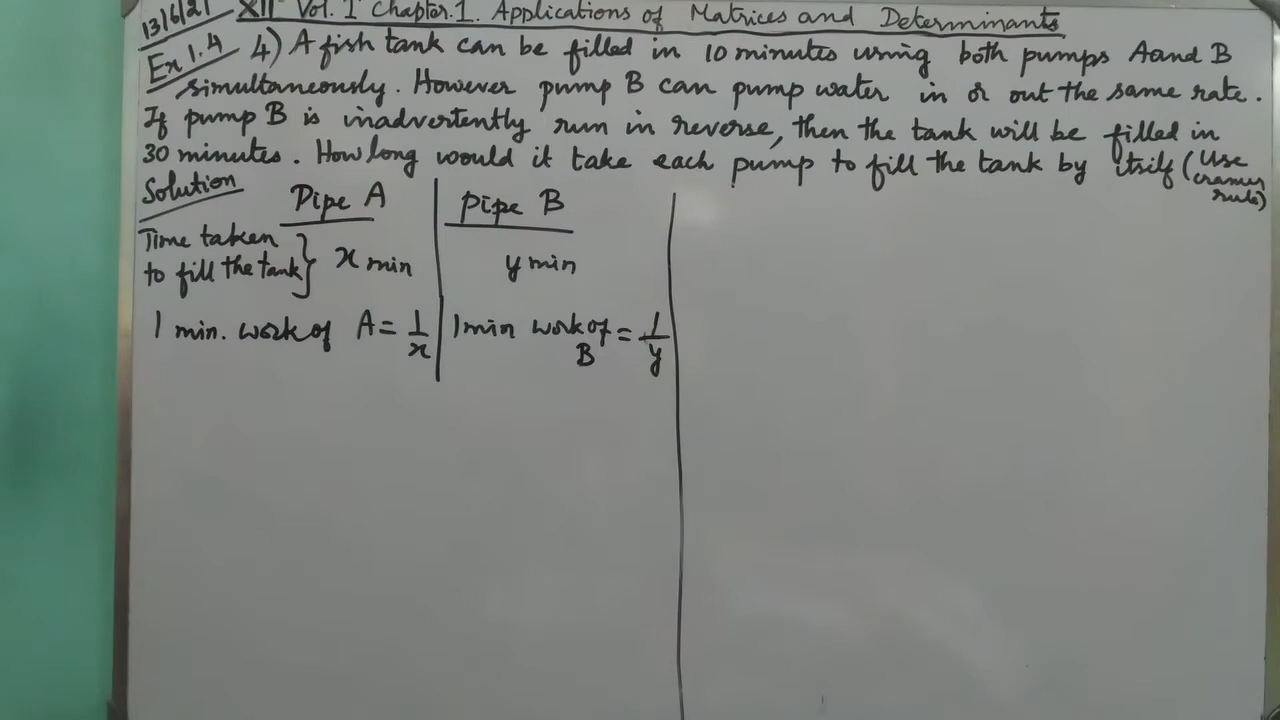 13/6/21 XII Vol. 1 Chapter.1. Applications of Matrices and Determinants
Ex 1.4 4) A fish tank can be filled in 10 minutes using both pumps A and B
simultaneously. However pump B can pump water in or out the same rate.
If pump B is inadvertently run in reverse, then the tank will be filled in
30 minutes. How long would it take each pump to fill the tank by itself (Use
cramers
rule)
Solution
Pipe A Pipe B
Time taken
to fill the tank } x min y min
1 min. work of A = 1/x 1 min work of B = 1/y